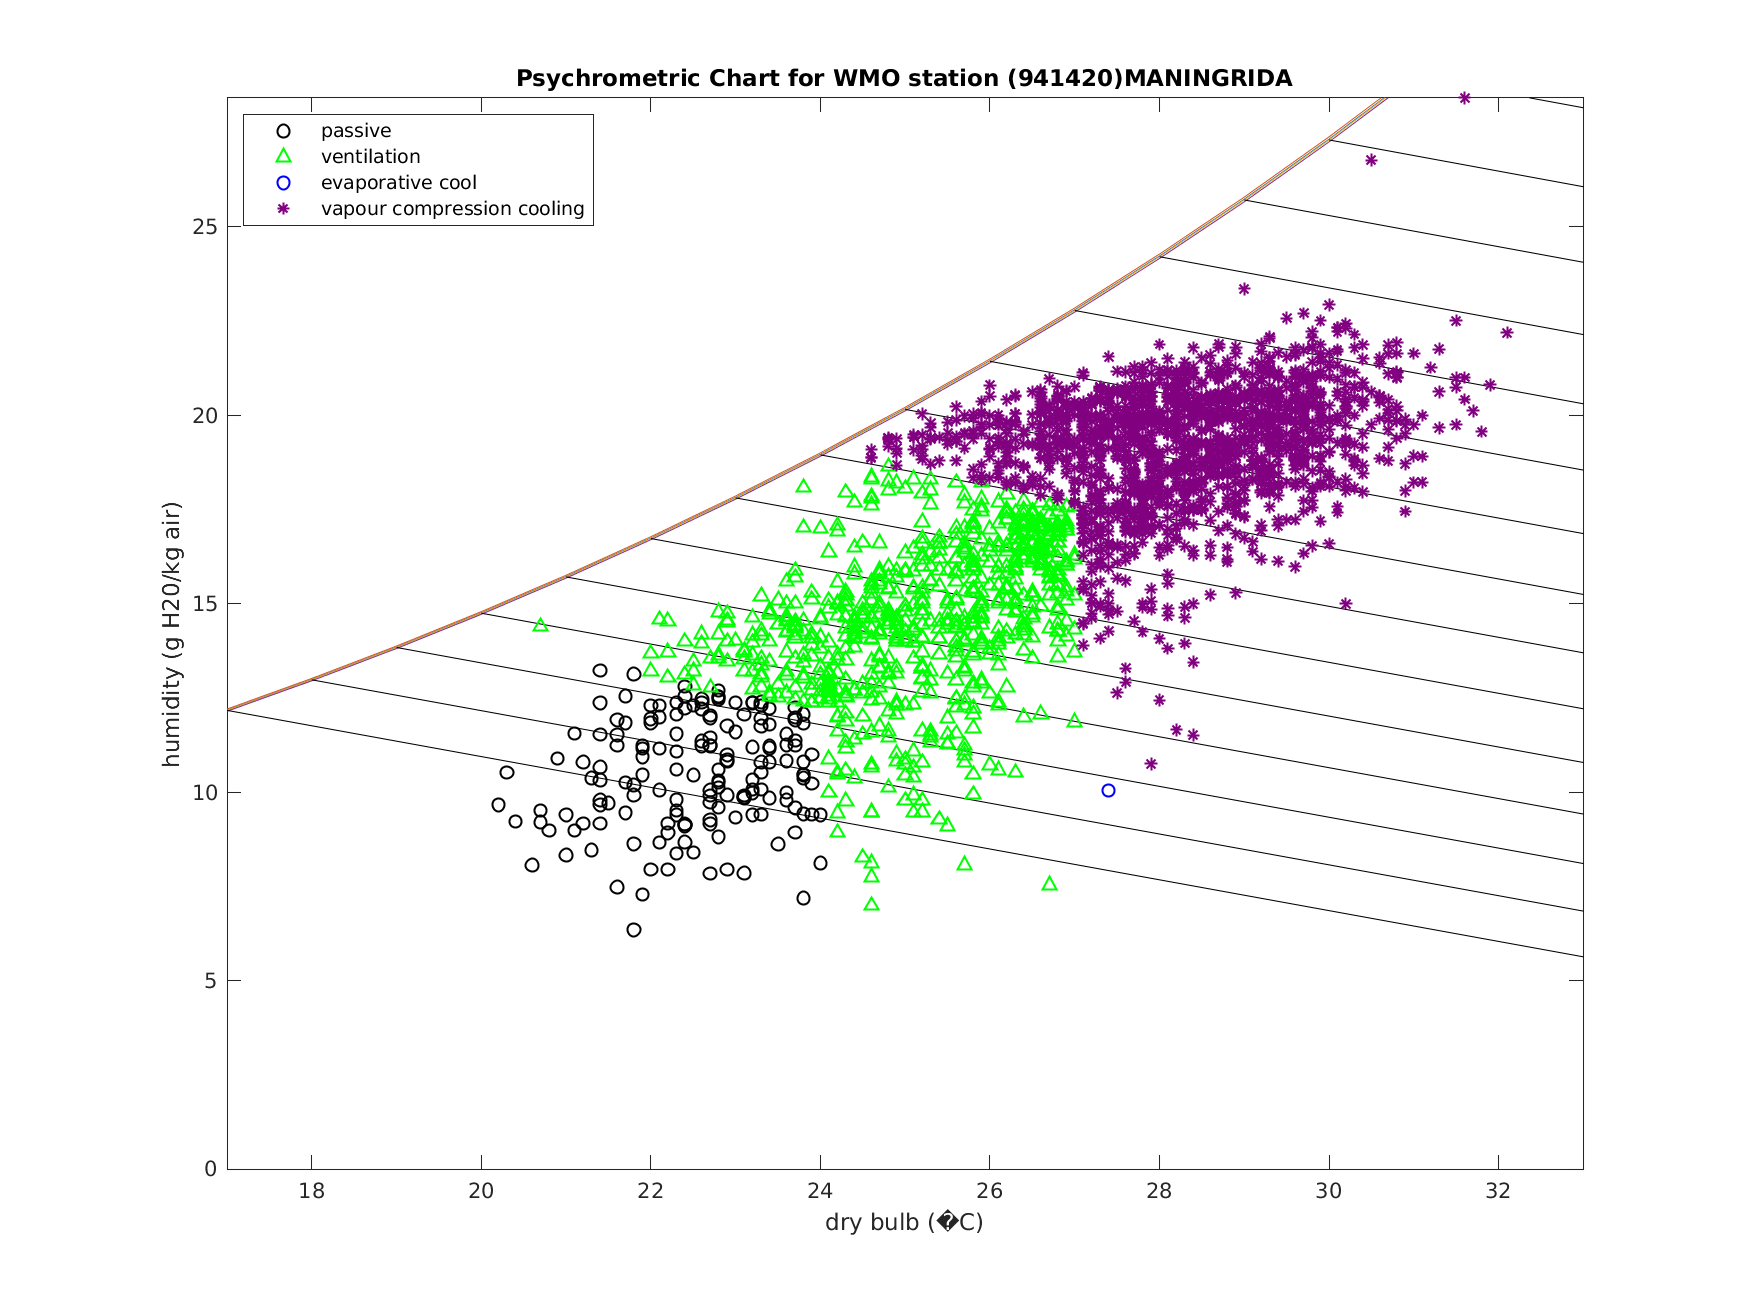 Psychrometric Chart for WMO station (941420)MANINGRIDA
passive
ventilation
evaporative cool
vapour compression cooling
humidity (g H20/kg air)
25
20
15
10
5
0
18 20 22 24 26 28 30 32
dry bulb (�C)